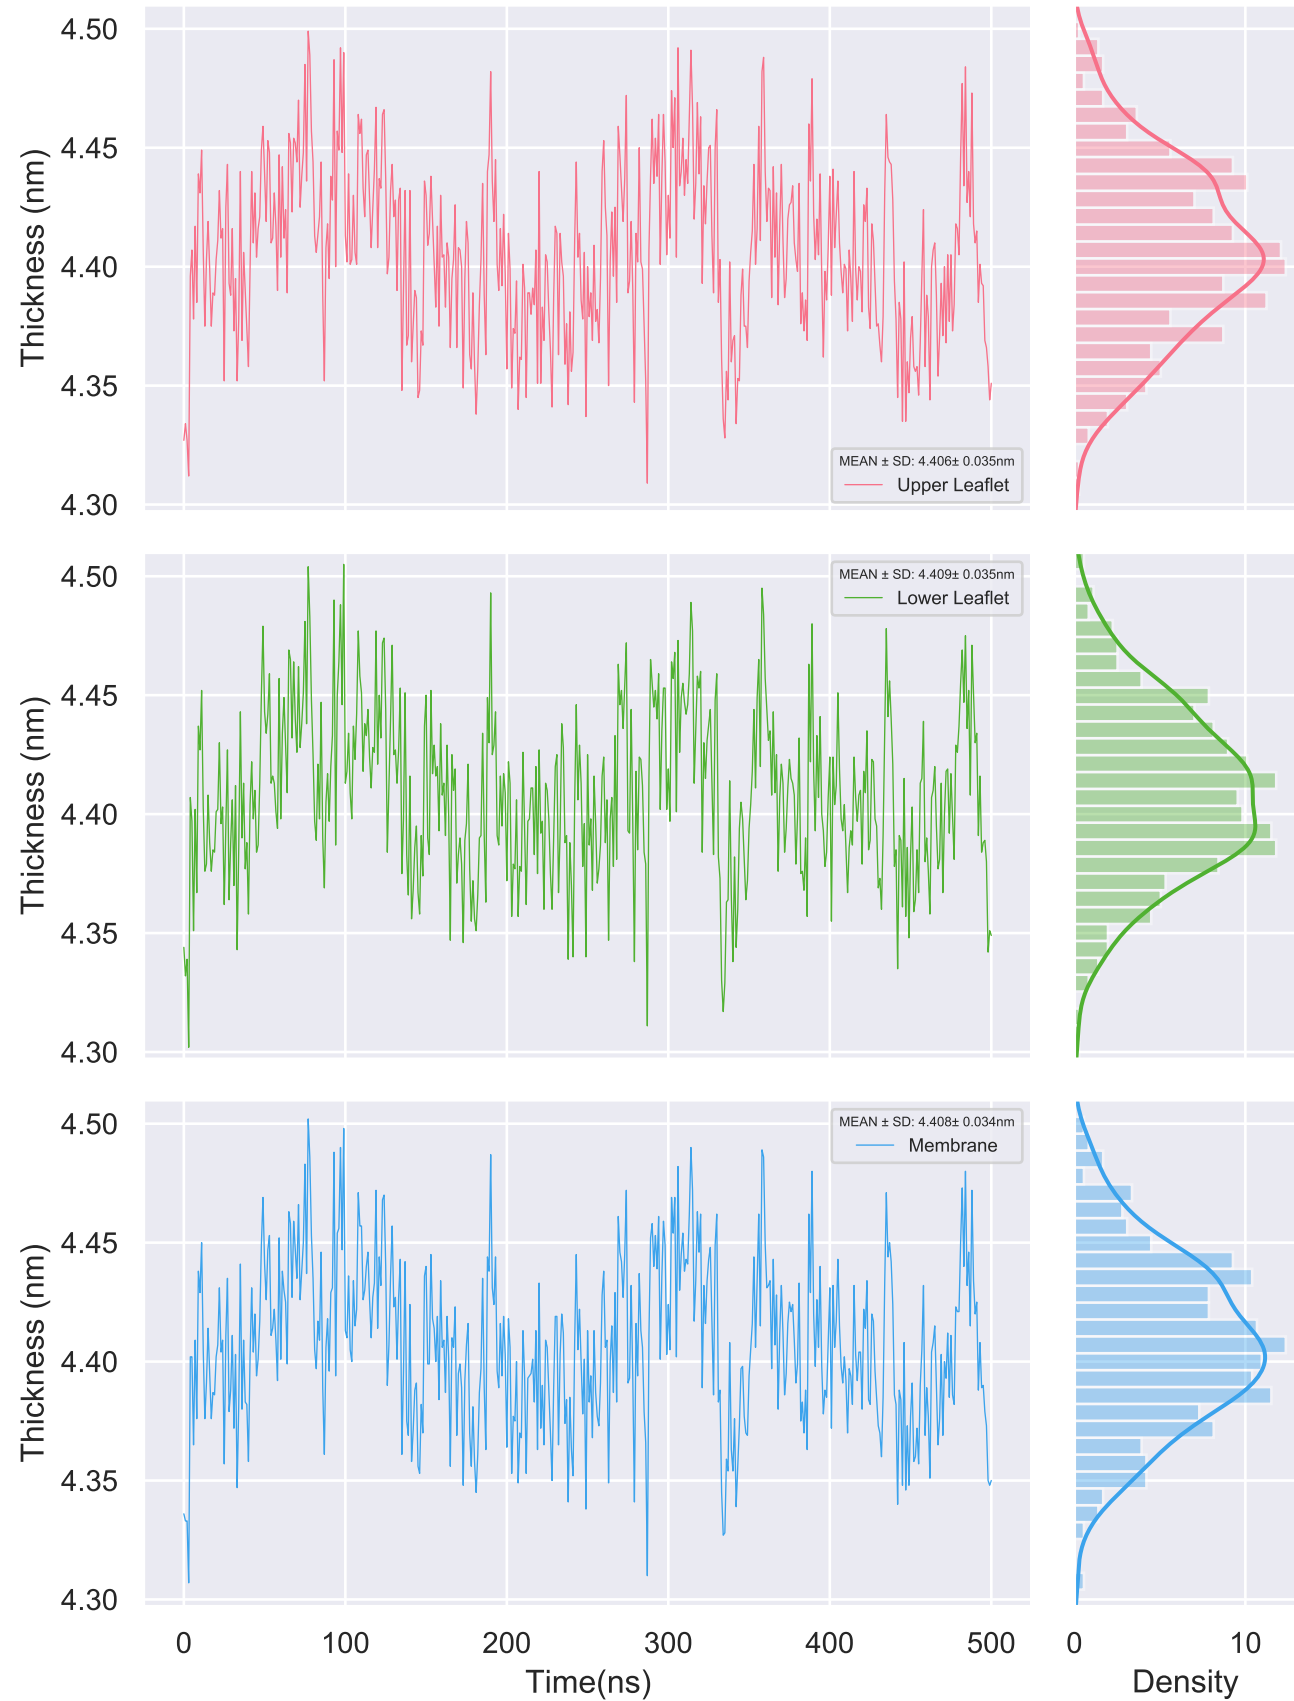 4.50
4.45
4.40
4.35
4.30
Thickness (nm)
MEAN ± SD: 4.406± 0.035nm
Upper Leaflet
4.50
4.45
4.40
4.35
4.30
Thickness (nm)
MEAN ± SD: 4.409± 0.035nm
Lower Leaflet
4.50
4.45
4.40
4.35
4.30
Thickness (nm)
MEAN ± SD: 4.408± 0.034nm
Membrane
0 100 200 300 400 500
Time(ns)
0 10
Density